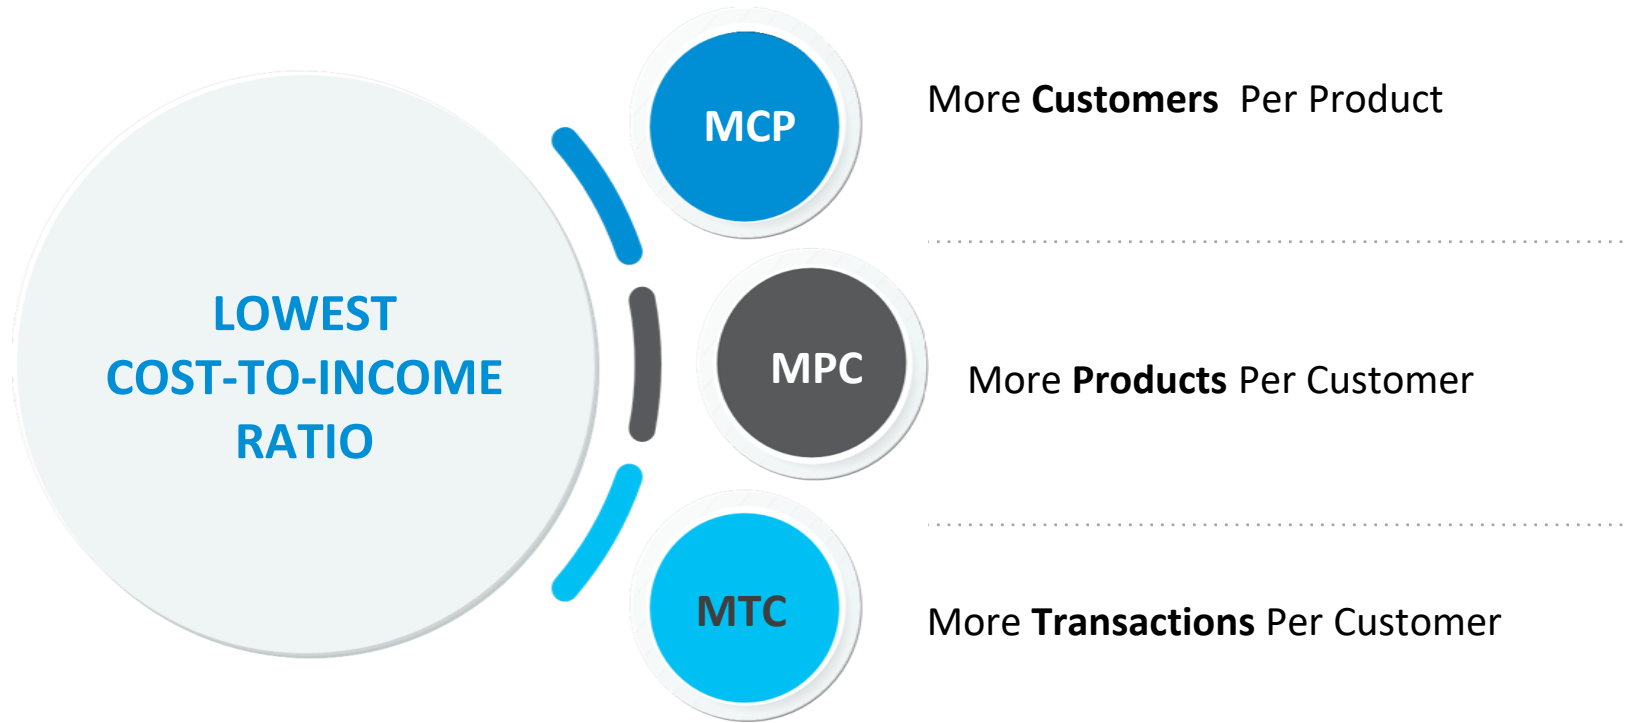 LOWEST
COST-TO-INCOME
RATIO
MCP
More Customers  Per Product
MPC
More Products Per Customer
MTC
More Transactions Per Customer